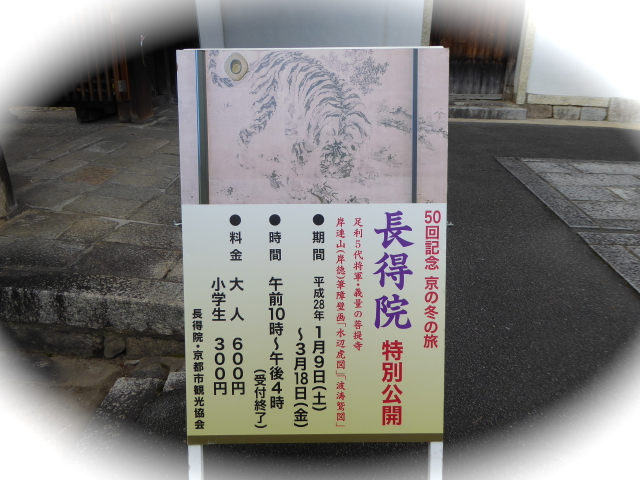 50回記念 京の冬の旅
長得院 特別公開
足利5代将軍・義量の菩提寺
岸連山(岸徳)筆障壁画「水辺虎図」「波涛鷲図」
●期間 平成28年1月9日(土)
～3月18日(金)
●時間 午前10時～午後4時
(受付終了)
●料金 大人 600円
小学生 300円
長得院・京都市観光協会